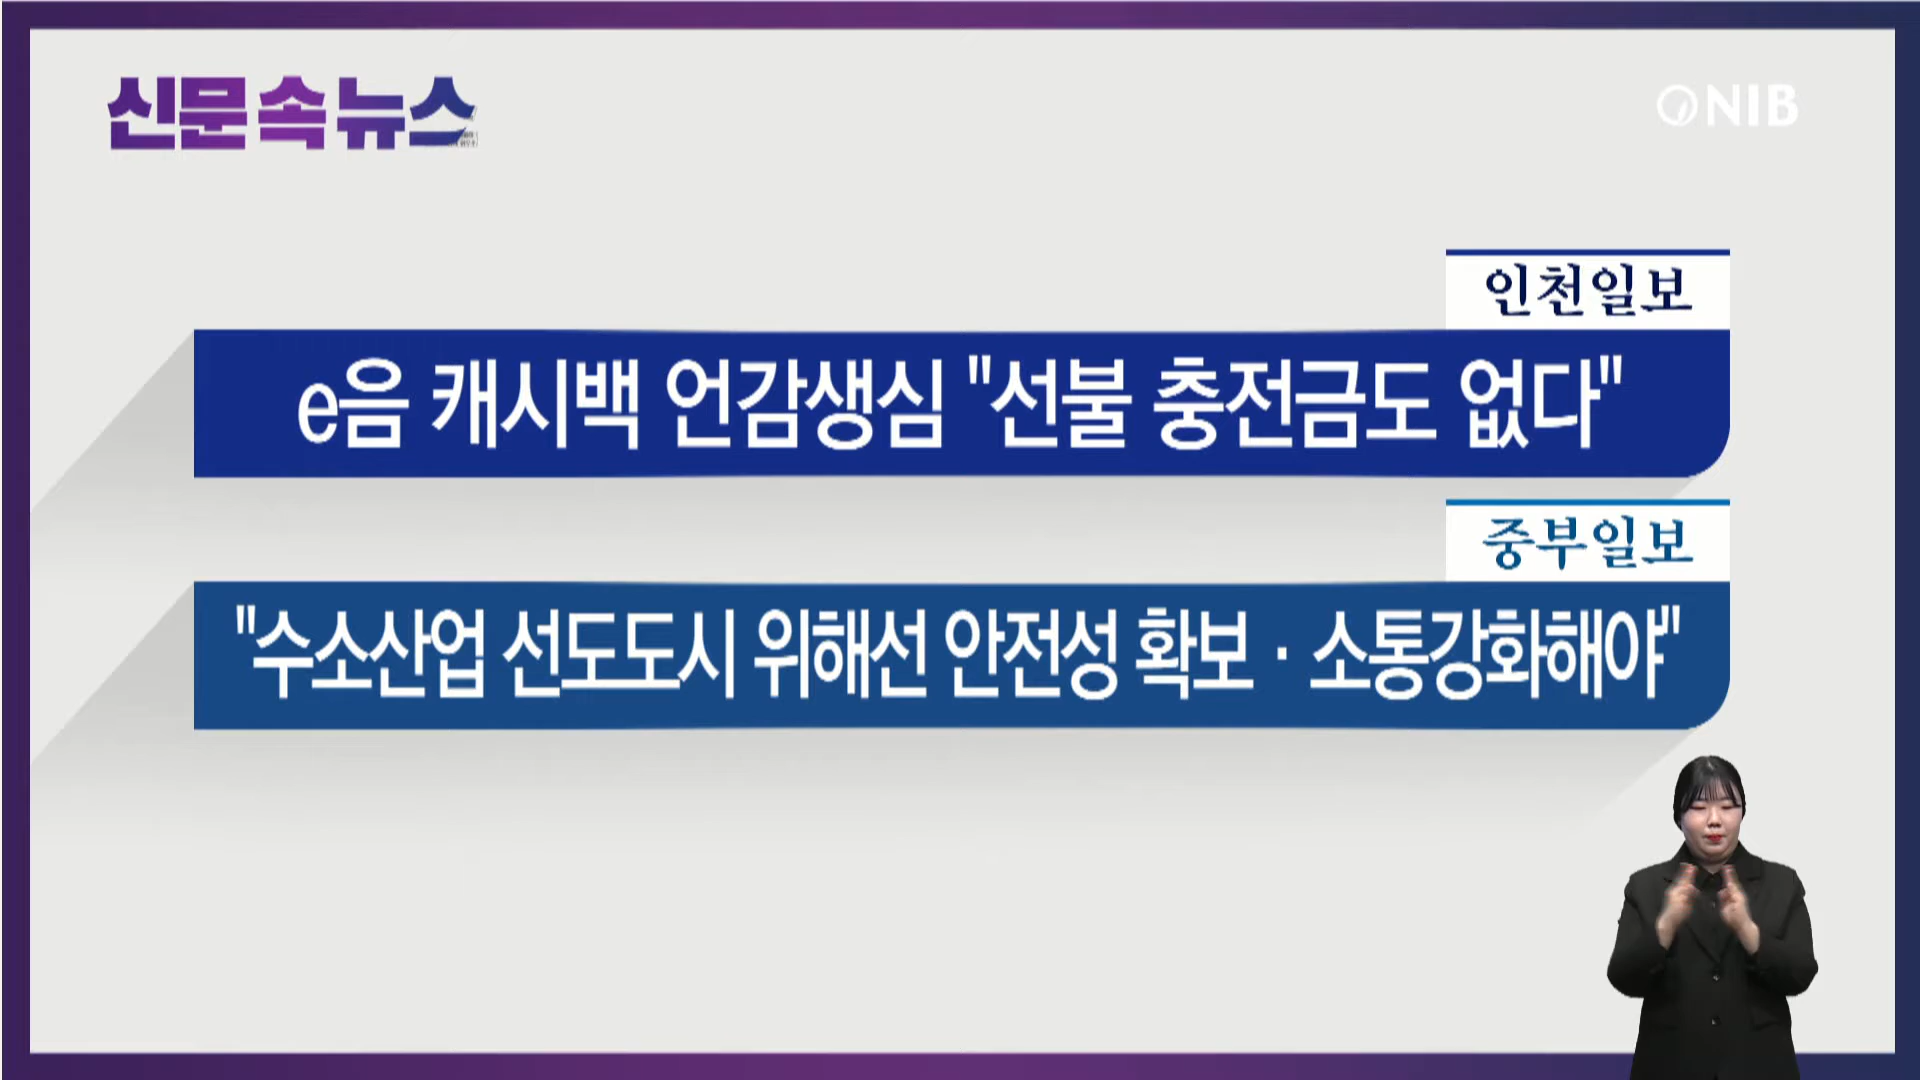 신문 속 뉴스
NIB
인천일보
e음 캐시백 언감생심 "선불 충전금도 없다"
중부일보
"수소산업 선도도시 위해선 안전성 확보 · 소통강화해야"